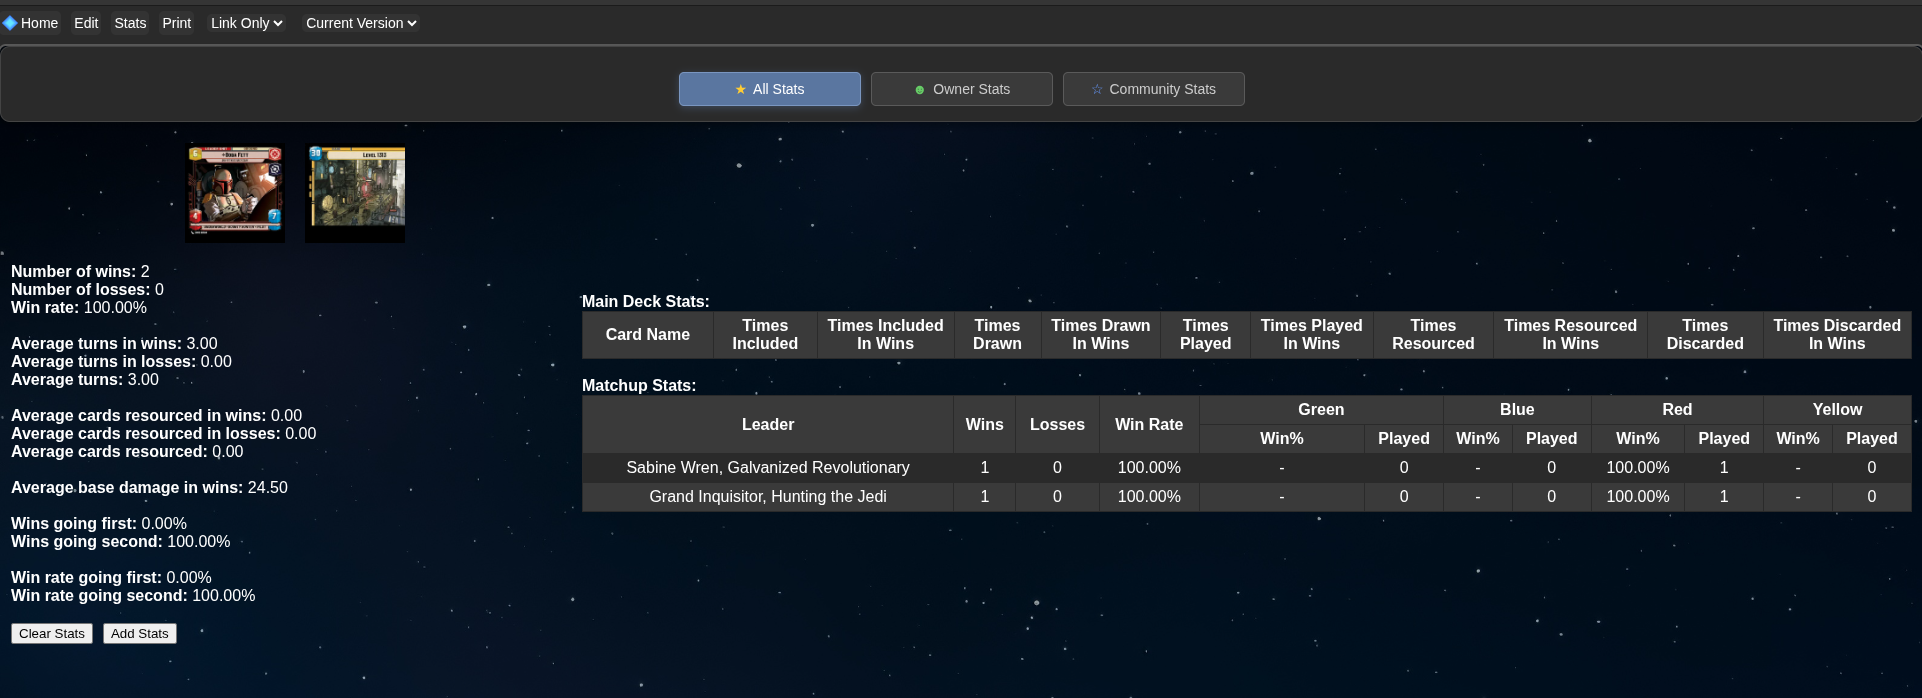 Home Edit Stats Print Link Only Current Version
★ All Stats Owner Stats ☆ Community Stats
Boba Fett
30 Level 1313
4 7
Number of wins: 2
Number of losses: 0
Win rate: 100.00%
Average turns in wins: 3.00
Average turns in losses: 0.00
Average turns: 3.00
Average cards resourced in wins: 0.00
Average cards resourced in losses: 0.00
Average cards resourced: 0.00
Average base damage in wins: 24.50
Wins going first: 0.00%
Wins going second: 100.00%
Win rate going first: 0.00%
Win rate going second: 100.00%
Clear Stats Add Stats
Main Deck Stats:
Card Name Times Included Times Included In Wins Times Drawn Times Drawn In Wins Times Played Times Played In Wins Times Resourced Times Resourced In Wins Times Discarded Times Discarded In Wins
Matchup Stats:
Leader Wins Losses Win Rate Green Blue Red Yellow
Win% Played Win% Played Win% Played Win% Played
Sabine Wren, Galvanized Revolutionary 1 0 100.00% - 0 - 0 100.00% 1 - 0
Grand Inquisitor, Hunting the Jedi 1 0 100.00% - 0 - 0 100.00% 1 - 0